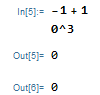 In[5]:= -1 + 1
0^3
Out[5]= 0
Out[6]= 0